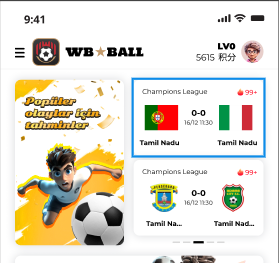 9:41
WB★BALL
LV0
5615 积分
Popüler
olaylar için
tahminler
Champions League 99+
0-0
16/12 11:30
Tamil Nadu Tamil Nadu
Champions League 99+
0-0
16/12 11:30
Tamil Na... Tamil Nad...